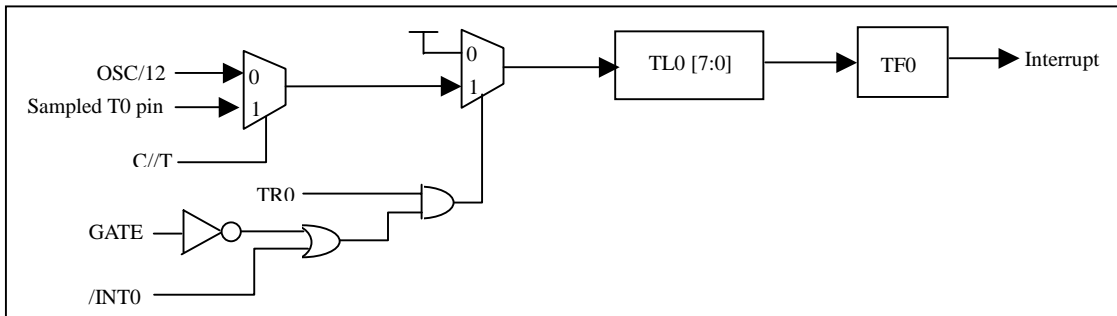 0
TL0 [7:0]
TF0
Interrupt
OSC/12
0
Sampled T0 pin
1
1
C//T
TR0
GATE
/INT0